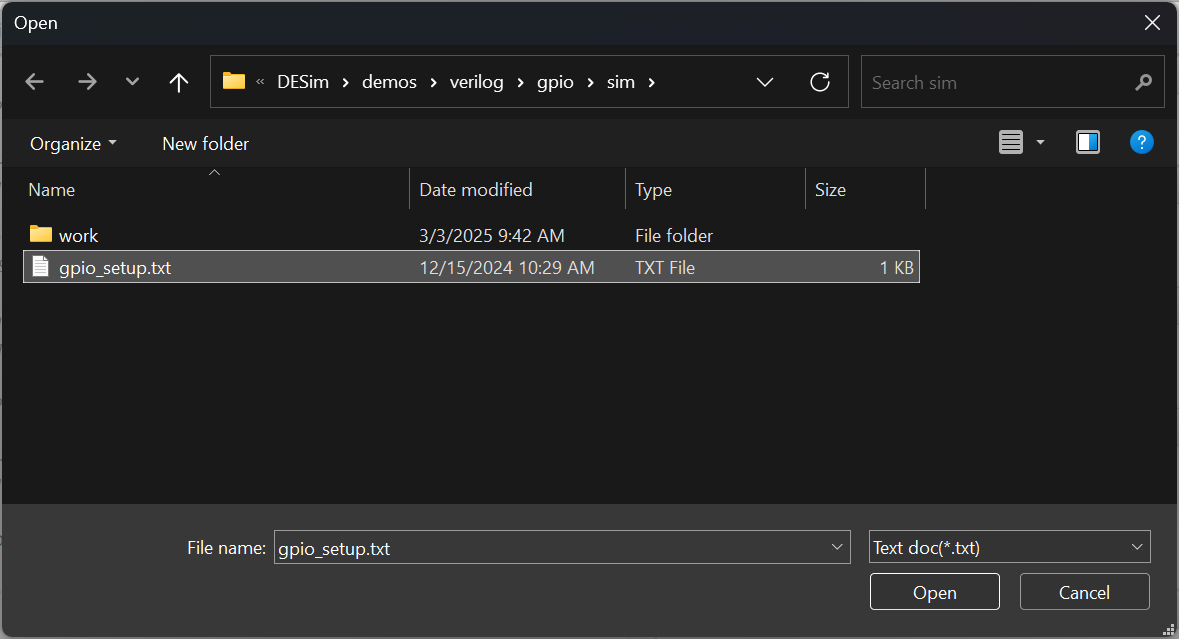 Open
« DESim › demos › verilog › gpio › sim ›
Search sim
Organize
New folder
?
Name Date modified Type Size
work 3/3/2025 9:42 AM File folder
gpio_setup.txt 12/15/2024 10:29 AM TXT File 1 KB
File name: gpio_setup.txt Text doc(*.txt)
Open Cancel